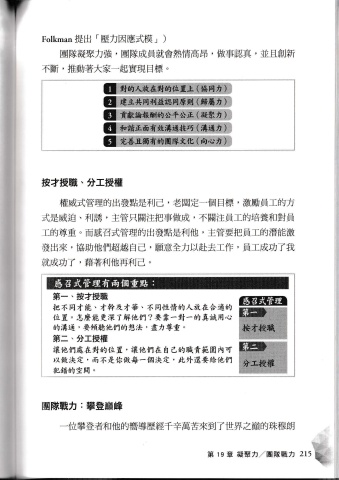 Folkman 提出「壓力因應式模」）
團隊凝聚力強，團隊成員就會熱情高昂，做事認真，並且創新
不斷，推動著大家一起實現目標。
1 對的人放在對的位置上（協同力）
2 建立共同利益認同原則（歸屬力）
3 貢獻論報酬的公平公正（凝聚力）
4 和諧正面有效溝通技巧（溝通力）
5 完善且獨有的團隊文化（向心力）
按才授職、分工授權
權威式管理的出發點是利己，老闆定一個目標，激勵員工的方
式是威迫、利誘，主管只關注把事做成，不關注員工的培養和對員
工的尊重。而感召式管理的出發點是利他，主管要把員工的潛能激
發出來，協助他們超越自己，願意全力以赴去工作，員工成功了我
就成功了，藉著利他再利己。
感召式管理有兩個重點：
第一、按才授職
把不同才能、才幹及才華、不同性情的人放在合適的
位置，怎麼能更深了解他們？要靠一對一的真誠用心
的溝通，要傾聽他們的想法，盡力尊重。
第二、分工授權
讓他們處在對的位置，讓他們在自己的職責範圍內可
以做決定，而不是你做每一個決定，此外還要給他們
犯錯的空間。
感召式管理
第一
按才授職
第二
分工授權
團隊戰力：攀登巔峰
一位攀登者和他的嚮導歷經千辛萬苦來到了世界之巔的珠穆朗
第 19 章 凝聚力／團隊戰力 215